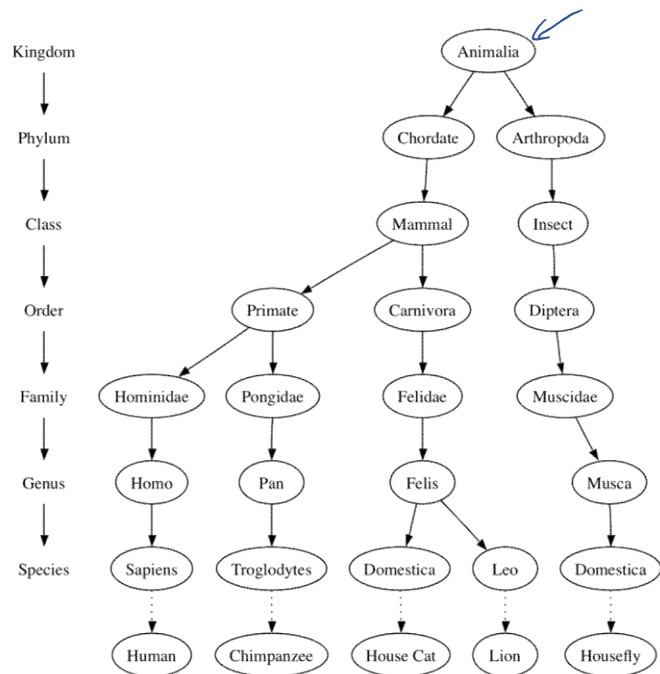 Kingdom Animalia
Phylum Chordate Arthropoda
Class Mammal Insect
Order Primate Carnivora Diptera
Family Hominidae Pongidae Felidae Muscidae
Genus Homo Pan Felis Musca
Species Sapiens Troglodytes Domestica Leo Domestica
Human Chimpanzee House Cat Lion Housefly